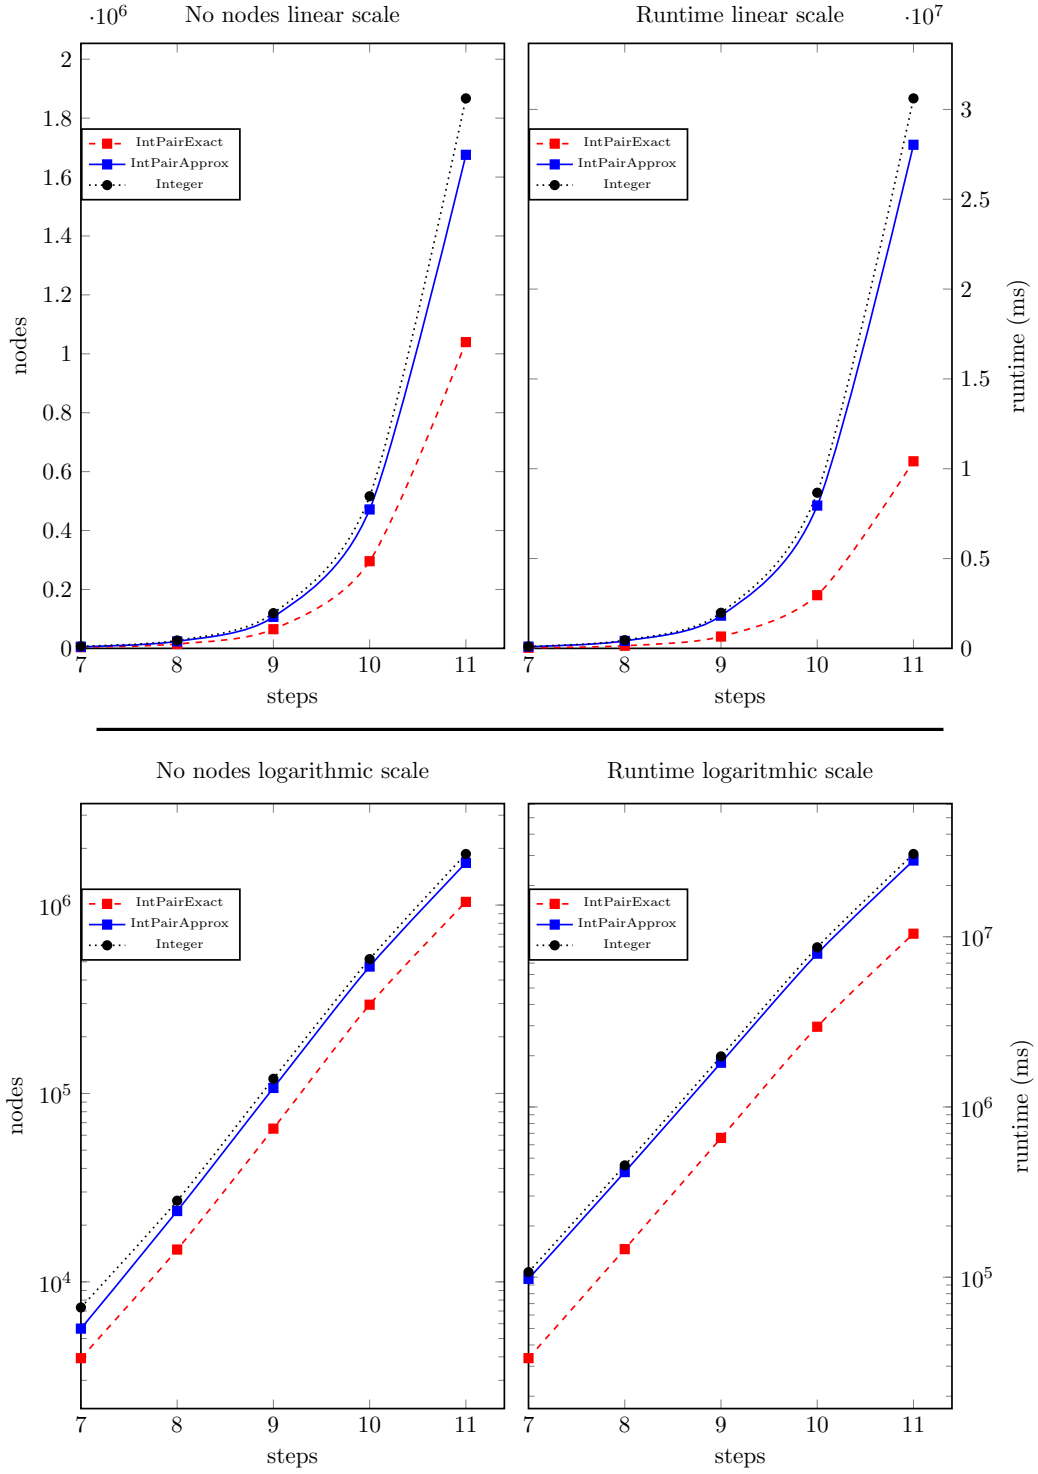 No nodes linear scale
·10^6
2
1.8
1.6
1.4
1.2
1
0.8
0.6
0.4
0.2
0
nodes
IntPairExact
IntPairApprox
Integer
7 8 9 10 11
steps
Runtime linear scale
·10^7
IntPairExact
IntPairApprox
Integer
3
2.5
2
1.5
1
0.5
0
runtime (ms)
7 8 9 10 11
steps
No nodes logarithmic scale
10^6
10^5
10^4
nodes
IntPairExact
IntPairApprox
Integer
7 8 9 10 11
steps
Runtime logaritmhic scale
IntPairExact
IntPairApprox
Integer
10^7
10^6
10^5
runtime (ms)
7 8 9 10 11
steps